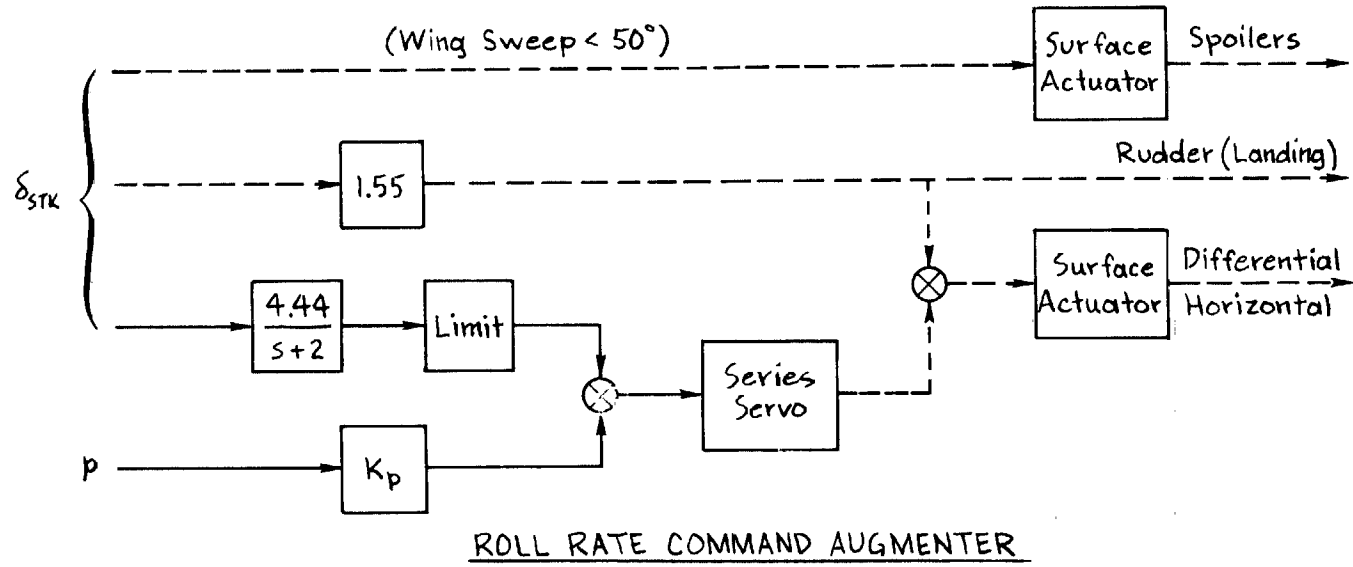 (Wing Sweep < 50°)
Surface
Actuator
Spoilers
δSTK
1.55
Rudder (Landing)
Surface
Actuator
Differential
Horizontal
4.44
s+2
Limit
Series
Servo
p
Kp
ROLL RATE COMMAND AUGMENTER